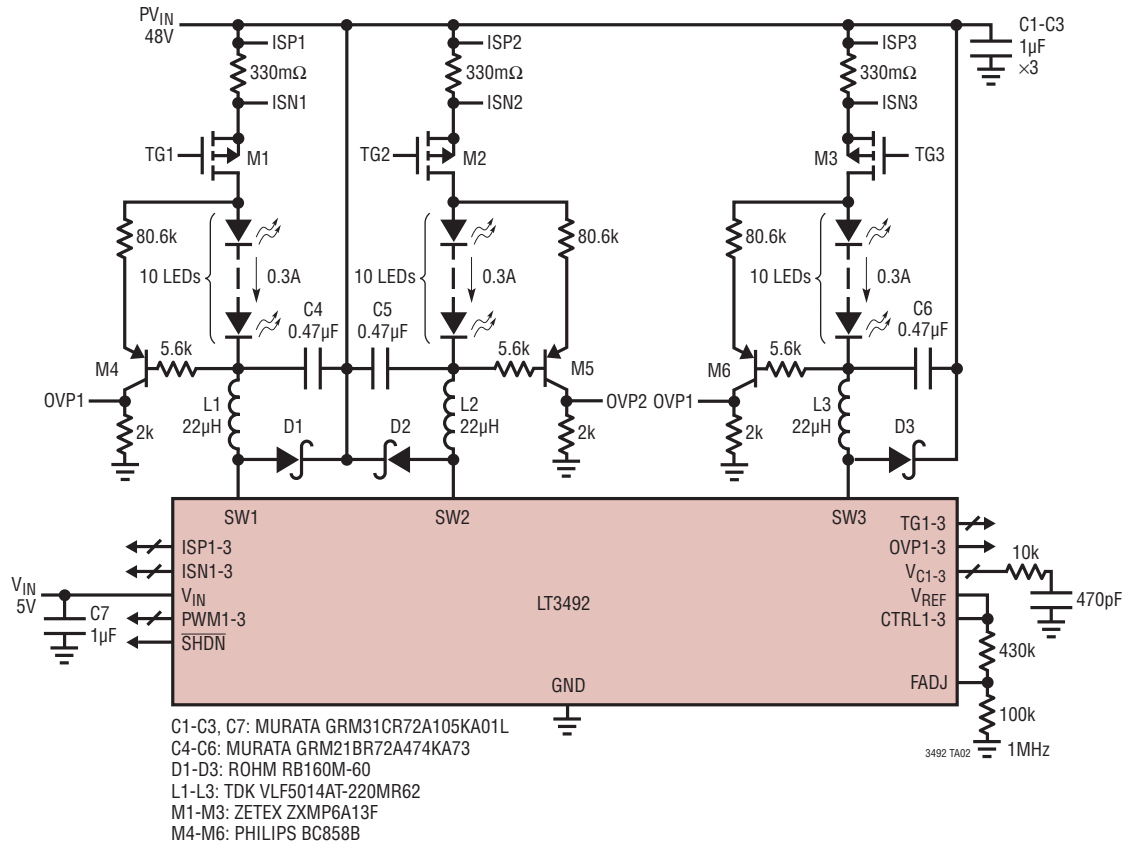 PVIN
48V
ISP1
330mΩ
ISN1
TG1
M1
80.6k
10 LEDs
0.3A
C4
0.47µF
M4
5.6k
OVP1
2k
L1
22µH
D1
ISP2
330mΩ
ISN2
TG2
M2
80.6k
10 LEDs
0.3A
C5
0.47µF
5.6k
M5
OVP2
2k
L2
22µH
D2
ISP3
330mΩ
ISN3
M3
TG3
80.6k
10 LEDs
0.3A
C6
0.47µF
M6
5.6k
OVP1
2k
L3
22µH
D3
C1-C3
1µF
×3
SW1
SW2
SW3
ISP1-3
ISN1-3
VIN
PWM1-3
SHDN
LT3492
GND
TG1-3
OVP1-3
VC1-3
VREF
CTRL1-3
FADJ
VIN
5V
C7
1µF
10k
470pF
430k
100k
1MHz
3492 TA02
C1-C3, C7: MURATA GRM31CR72A105KA01L
C4-C6: MURATA GRM21BR72A474KA73
D1-D3: ROHM RB160M-60
L1-L3: TDK VLF5014AT-220MR62
M1-M3: ZETEX ZXMP6A13F
M4-M6: PHILIPS BC858B